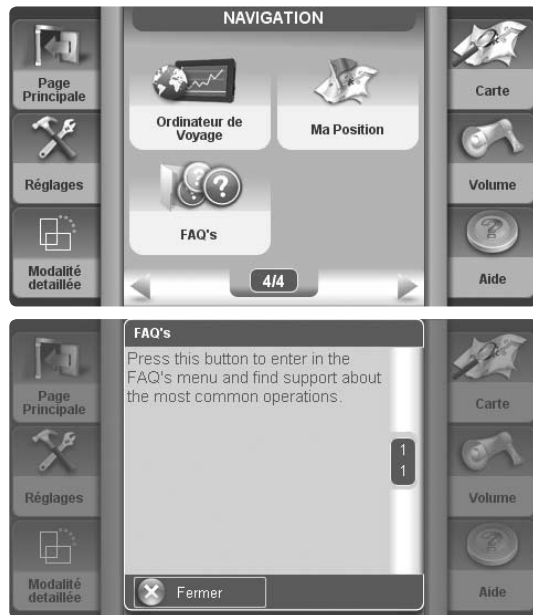 NAVIGATION
Page
Principale
Ordinateur de
Voyage
Ma Position
Carte
Réglages
FAQ's
Volume
Modalité
detaillée
4/4
Aide
FAQ's
Press this button to enter in the
FAQ's menu and find support about
the most common operations.
Page
Principale
Carte
1
1
Réglages
Volume
Modalité
detaillée
Fermer
Aide